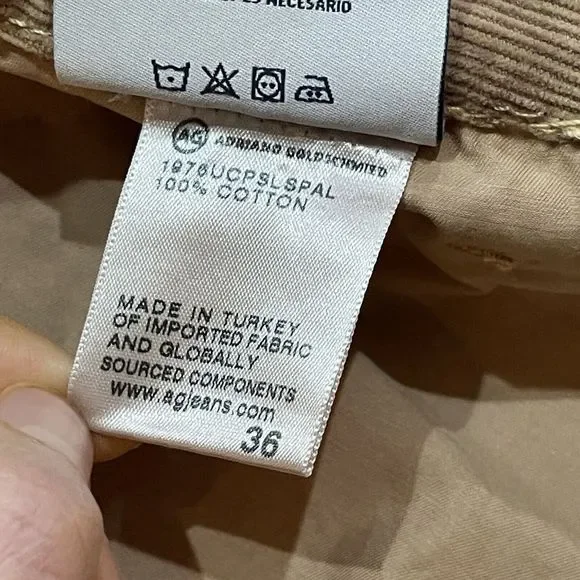 NECESARIO
AG ADRIANO GOLDSCHMIED
1976UCPSLSPAL
100% COTTON
MADE IN TURKEY
OF IMPORTED FABRIC
AND GLOBALLY
SOURCED COMPONENTS
www.agjeans.com
36